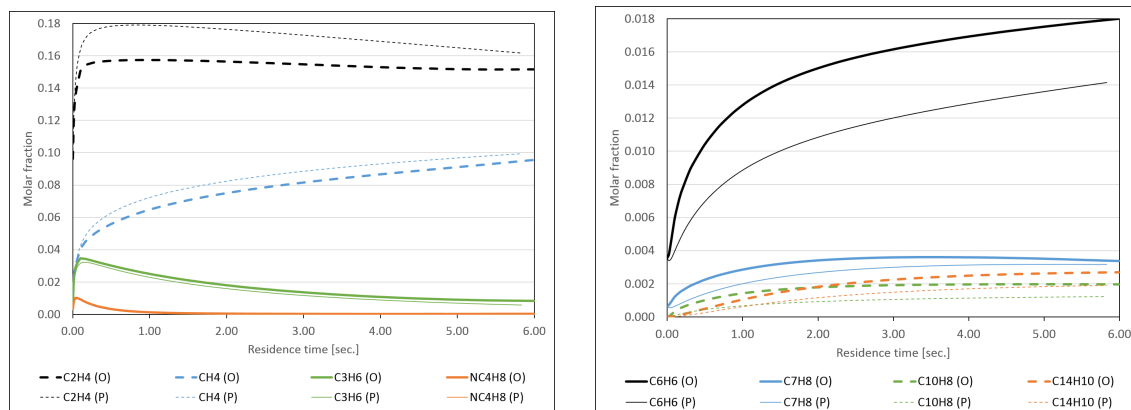 0.18
0.16
0.14
0.12
0.10
0.08
0.06
0.04
0.02
0.00
Molar fraction
0.00 1.00 2.00 3.00 4.00 5.00 6.00
Residence time [sec.]
C2H4 (O) CH4 (O) C3H6 (O) NC4H8 (O)
C2H4 (P) CH4 (P) C3H6 (P) NC4H8 (P)
0.018
0.016
0.014
0.012
0.010
0.008
0.006
0.004
0.002
0.000
Molar fraction
0.00 1.00 2.00 3.00 4.00 5.00 6.00
Residence time [sec.]
C6H6 (O) C7H8 (O) C10H8 (O) C14H10 (O)
C6H6 (P) C7H8 (P) C10H8 (P) C14H10 (P)